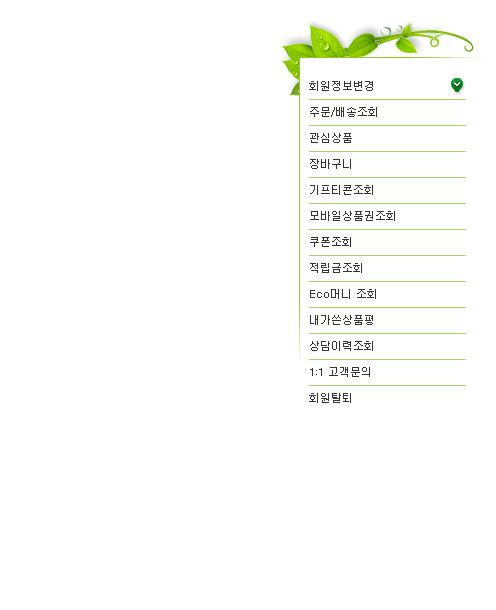 회원정보변경
주문/배송조회
관심상품
장바구니
기프티콘조회
모바일상품권조회
쿠폰조회
적립금조회
Eco머니 조회
내가쓴상품평
상담이력조회
1:1 고객문의
회원탈퇴